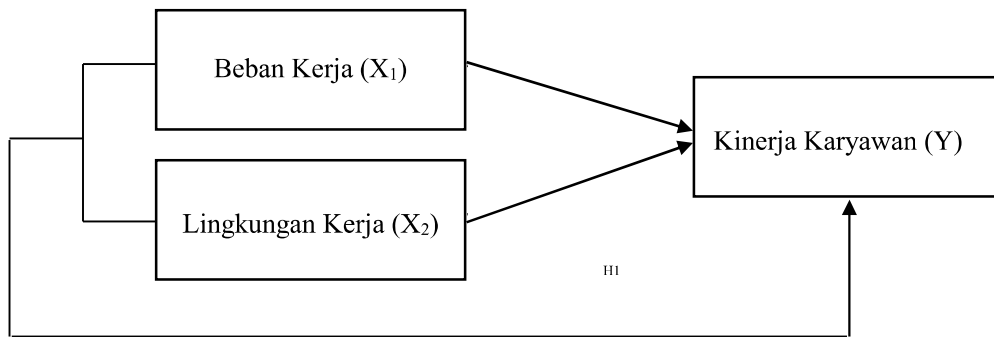 Beban Kerja (X₁)
Kinerja Karyawan (Y)
Lingkungan Kerja (X₂)
H1